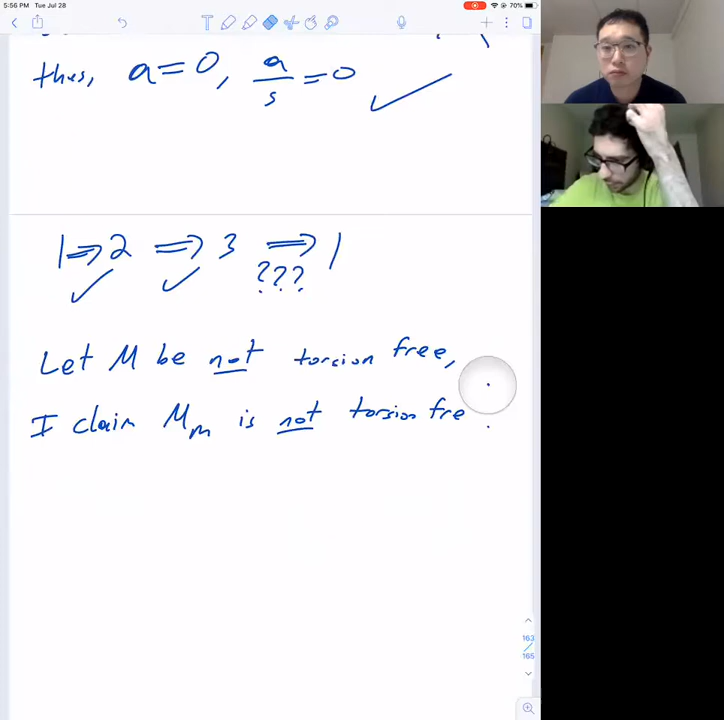 5:56 PM Tue Jul 28
70%
thus, a = 0, a/s = 0 ✓
1 ⇒ 2 ⇒ 3 ⇒ 1
✓ ✓ ???
Let M be not torsion free,
I claim M_m is not torsion fre
163
165